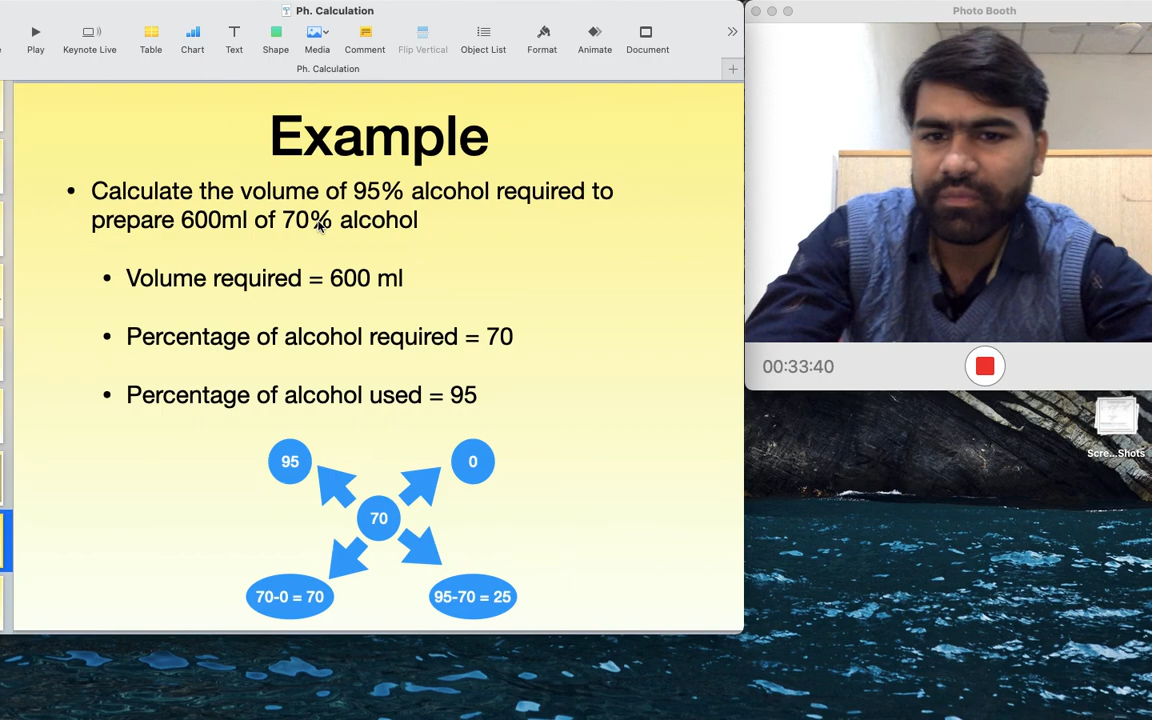 Ph. Calculation
Play
Keynote Live
Table
Chart
Text
Shape
Media
Comment
Flip Vertical
Object List
Format
Animate
Document
Ph. Calculation
Example
• Calculate the volume of 95% alcohol required to
prepare 600ml of 70% alcohol
• Volume required = 600 ml
• Percentage of alcohol required = 70
• Percentage of alcohol used = 95
95
0
70
70-0 = 70
95-70 = 25
Photo Booth
00:33:40
Scre...Shots